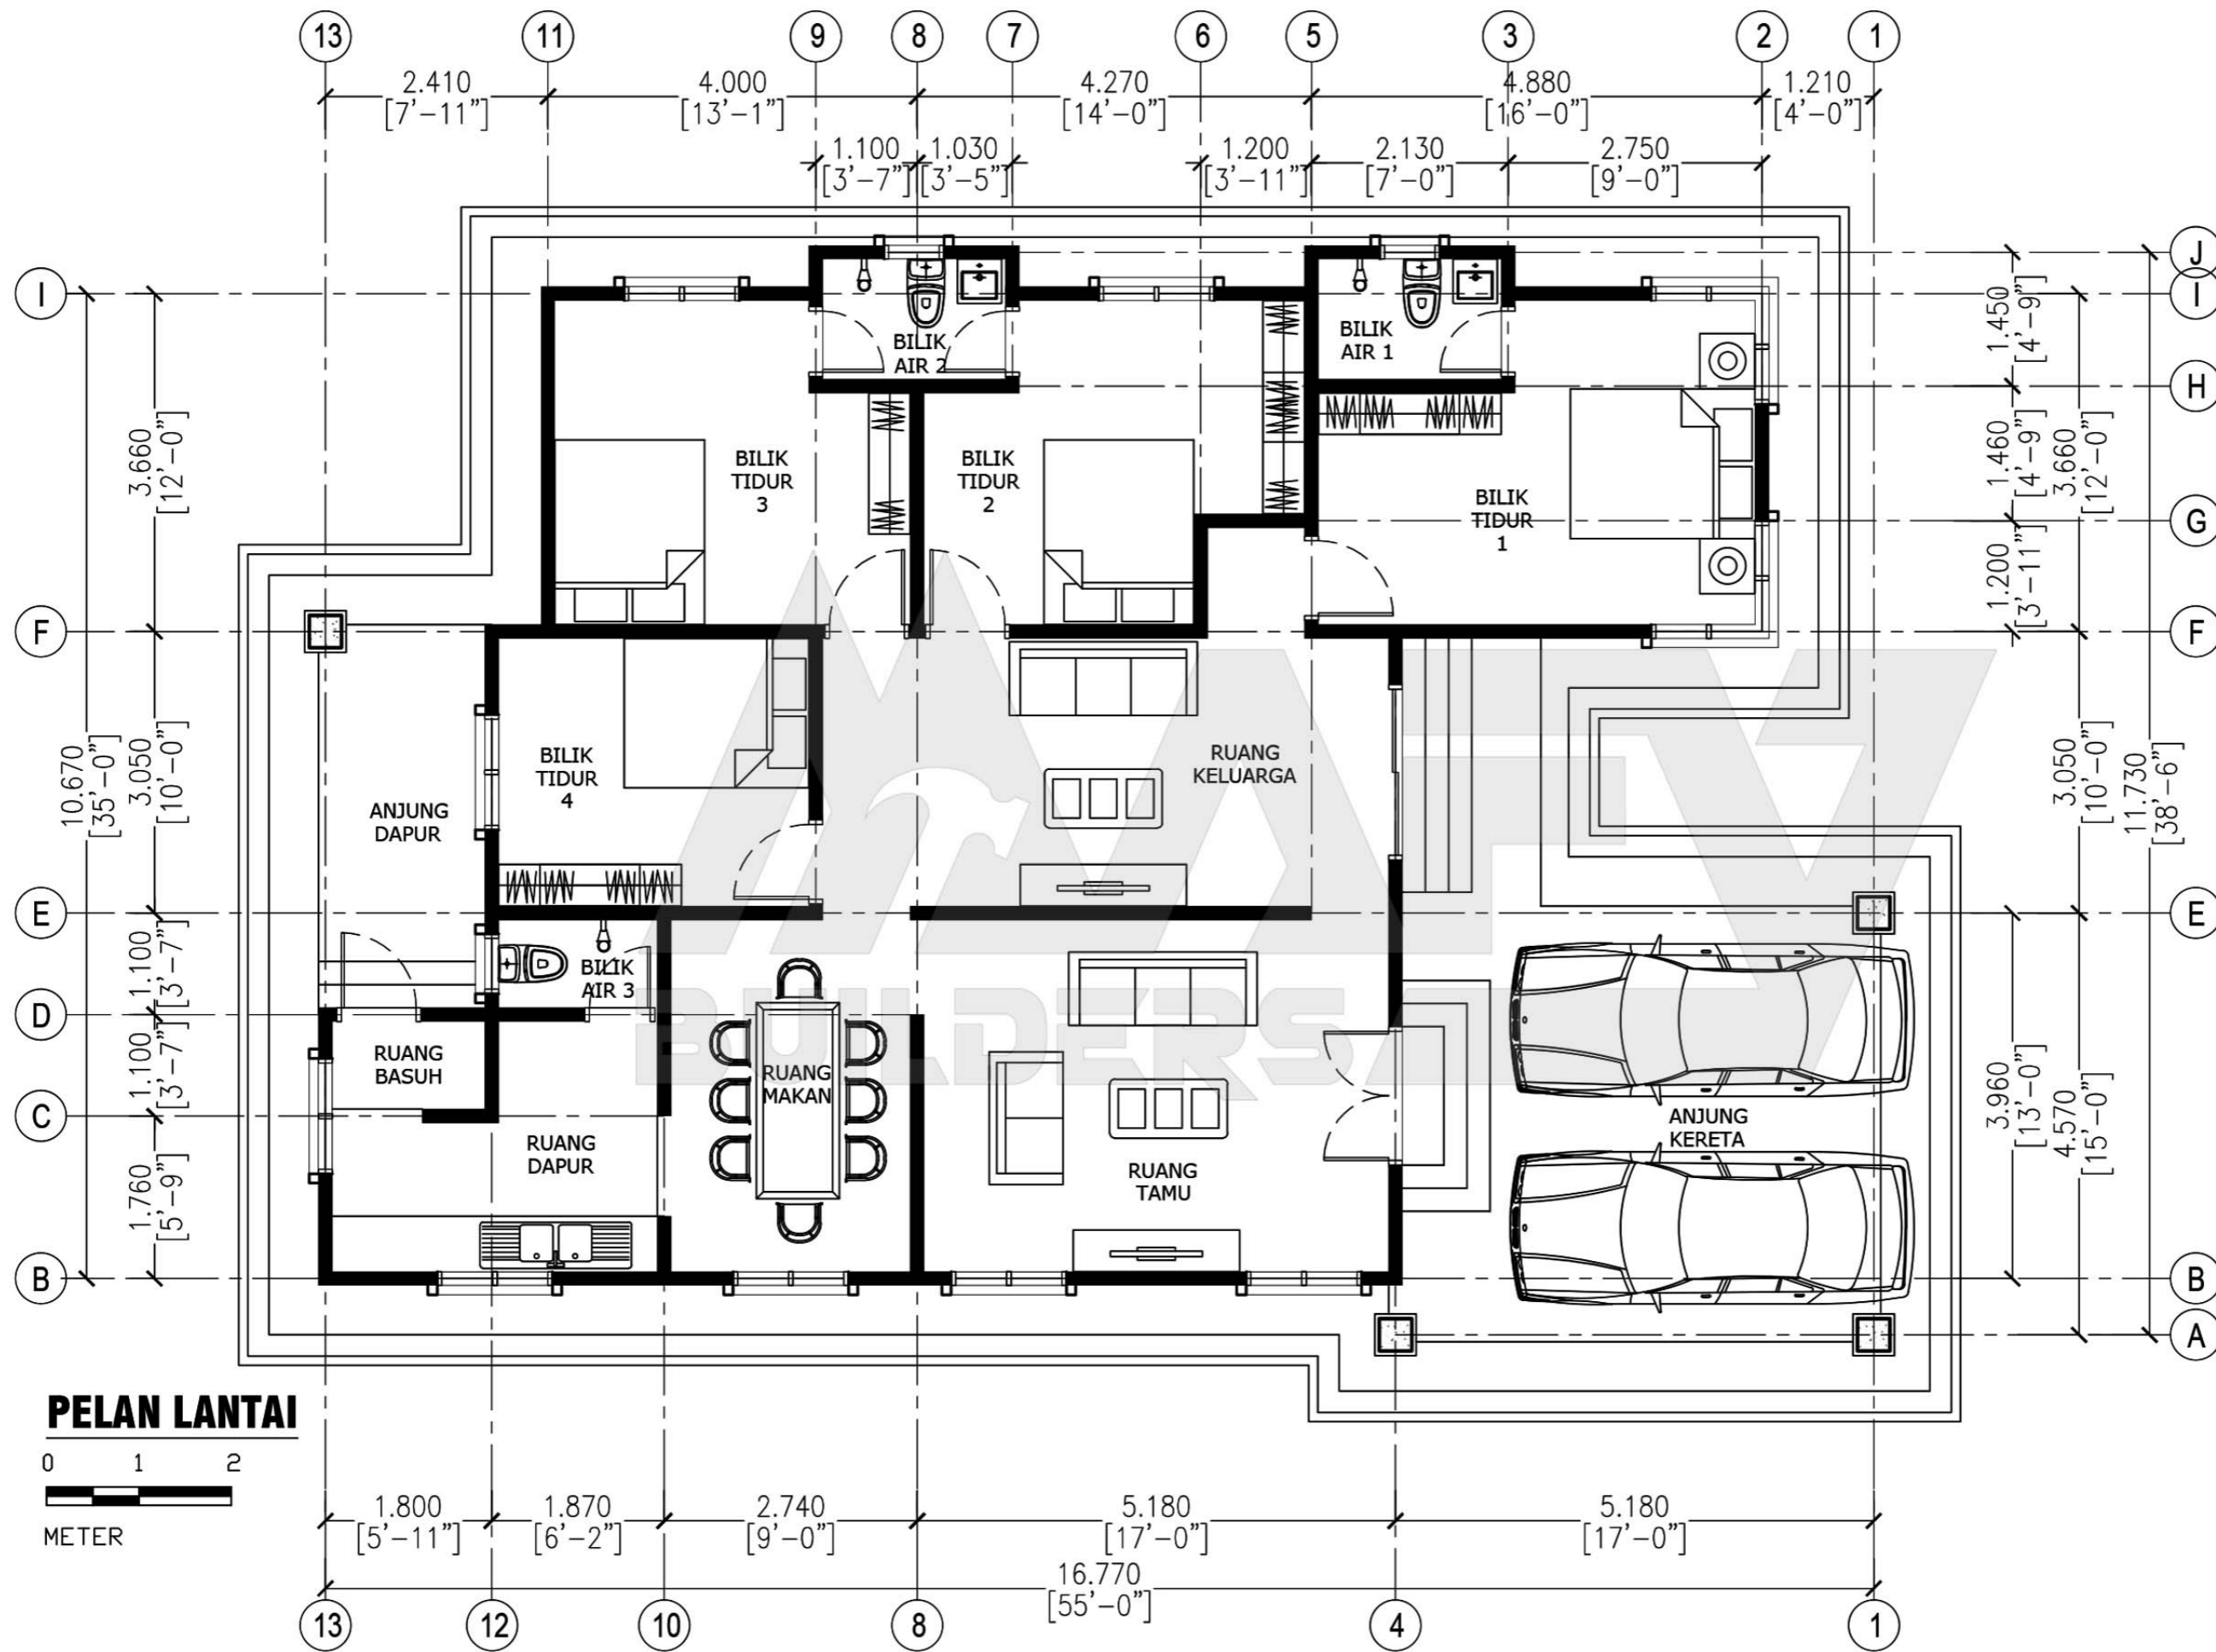 13 11 9 8 7 6 5 3 2 1
2.410 4.000 4.270 4.880 1.210
[7'-11"] [13'-1"] [14'-0"] [16'-0"] [4'-0"]
1.100 1.030 1.200 2.130 2.750
[3'-7"] [3'-5"] [3'-11"] [7'-0"] [9'-0"]
I
F
E
D
C
B
3.660
[12'-0"]
3.050
[10'-0"]
10.670
[35'-0"]
1.100
[3'-7"]
1.100
[3'-7"]
1.760
[5'-9"]
BILIK
AIR 2
BILIK
AIR 1
BILIK
TIDUR
3
BILIK
TIDUR
2
BILIK
TIDUR
1
BILIK
TIDUR
4
RUANG
KELUARGA
ANJUNG
DAPUR
BILIK
AIR 3
RUANG
BASUH
RUANG
MAKAN
RUANG
DAPUR
RUANG
TAMU
ANJUNG
KERETA
BUILDERS
J
I
H
G
F
E
B
A
1.450
[4'-9"]
1.460
[4'-9"]
3.660
[12'-0"]
1.200
[3'-11"]
3.050
[10'-0"]
11.730
[38'-6"]
3.960
[13'-0"]
4.570
[15'-0"]
PELAN LANTAI
0 1 2
METER
1.800 1.870 2.740 5.180 5.180
[5'-11"] [6'-2"] [9'-0"] [17'-0"] [17'-0"]
16.770
[55'-0"]
13 12 10 8 4 1